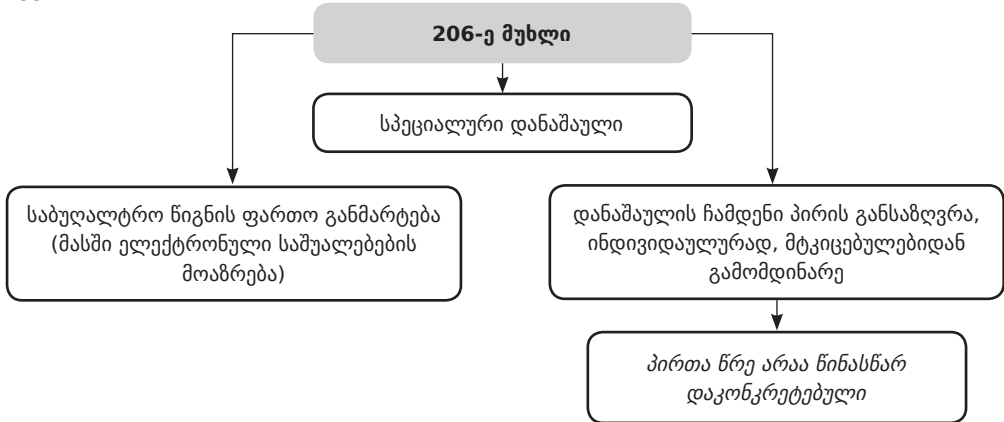 206-ე მუხლი
სპეციალური დანაშაული
საბუღალტრო წიგნის ფართო განმარტება
(მასში ელექტრონული საშუალებების
მოაზრება)
დანაშაულის ჩამდენი პირის განსაზღვრა,
ინდივიდაულურად, მტკიცებულებიდან
გამომდინარე
პირთა წრე არაა წინასწარ
დაკონკრეტებული